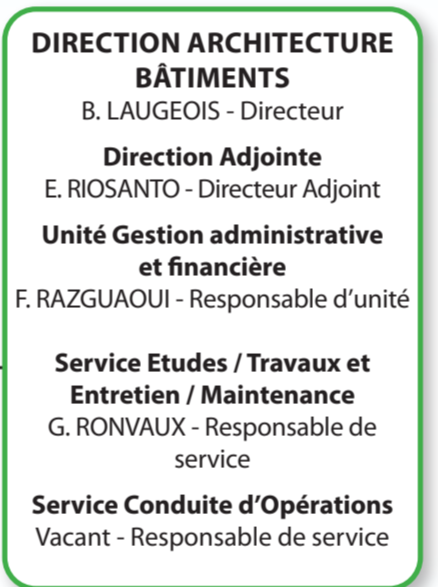 DIRECTION ARCHITECTURE
BÂTIMENTS
B. LAUGEOIS - Directeur
Direction Adjointe
E. RIOSANTO - Directeur Adjoint
Unité Gestion administrative
et financière
F. RAZGUAOUI - Responsable d’unité
Service Etudes / Travaux et
Entretien / Maintenance
G. RONVAUX - Responsable de
service
Service Conduite d’Opérations
Vacant - Responsable de service